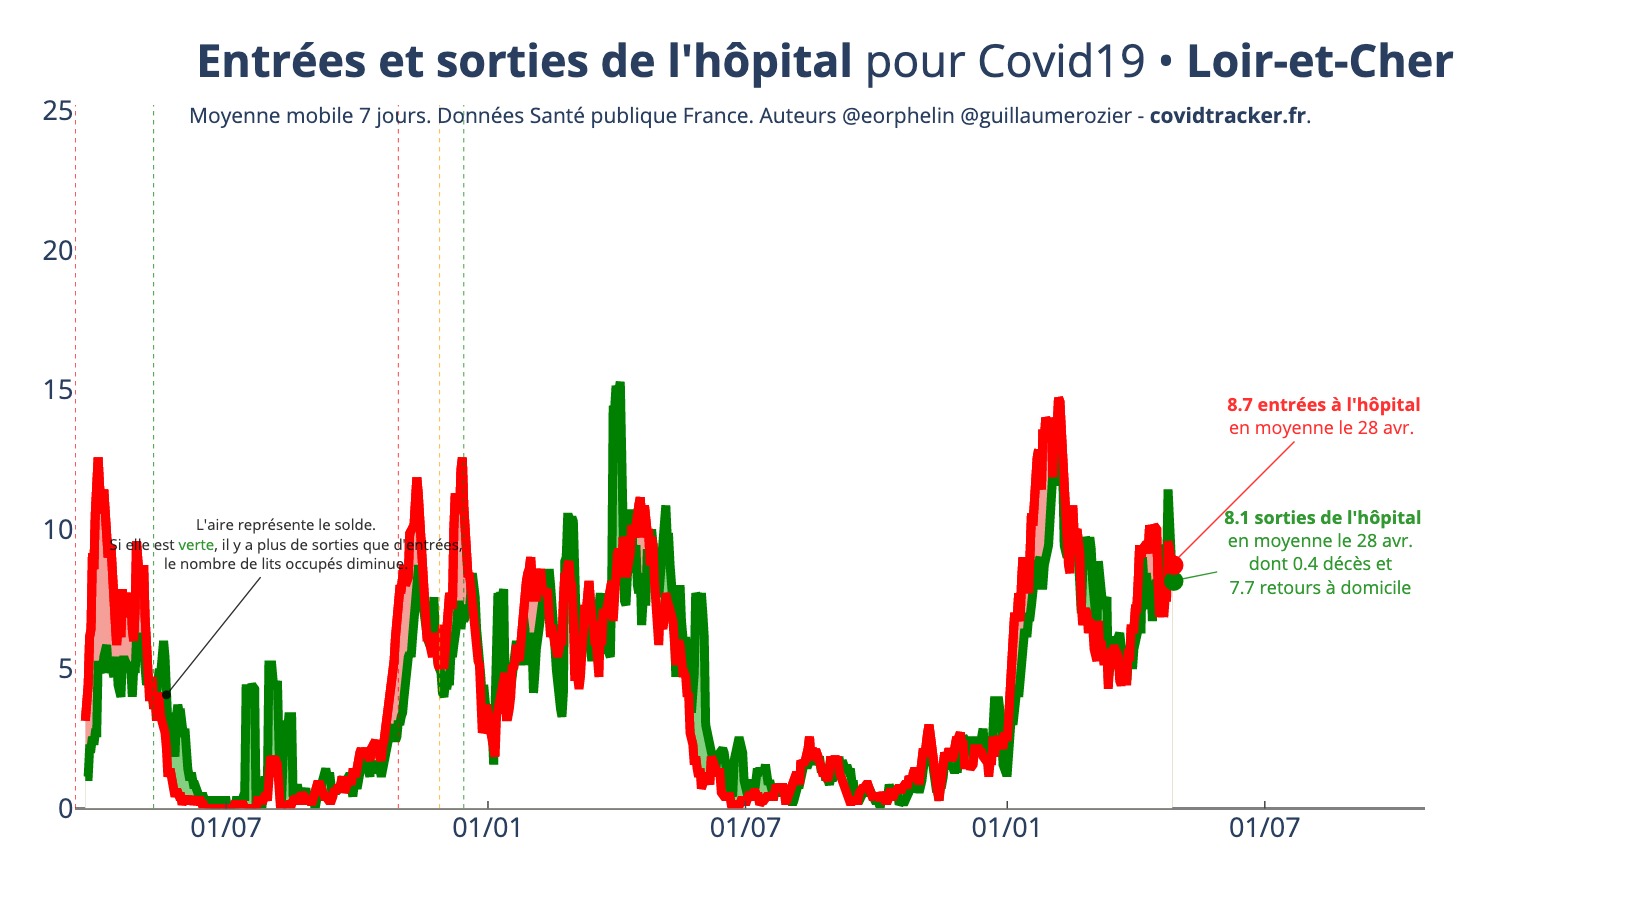 Entrées et sorties de l'hôpital pour Covid19 • Loir-et-Cher
Moyenne mobile 7 jours. Données Santé publique France. Auteurs @eorphelin @guillaumerozier - covidtracker.fr.
25
20
15
10
5
0
L'aire représente le solde.
Si elle est verte, il y a plus de sorties que d'entrées,
le nombre de lits occupés diminue.
8.7 entrées à l'hôpital
en moyenne le 28 avr.
8.1 sorties de l'hôpital
en moyenne le 28 avr.
dont 0.4 décès et
7.7 retours à domicile
01/07
01/01
01/07
01/01
01/07